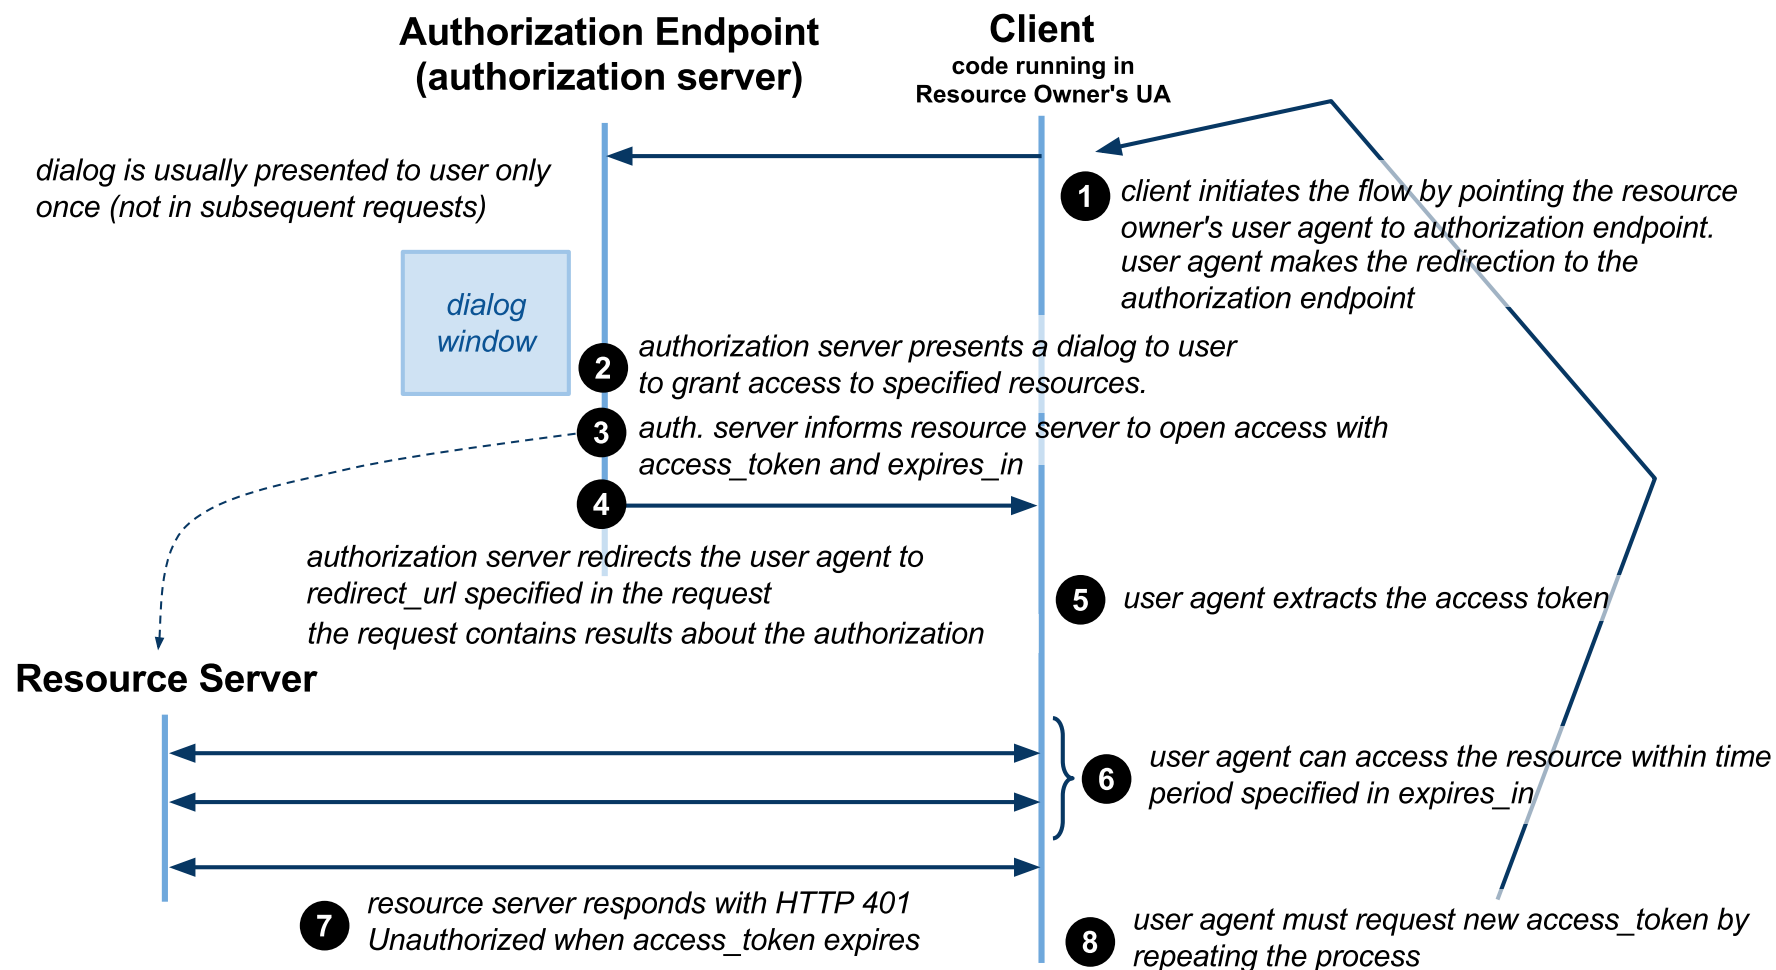 Authorization Endpoint
(authorization server)
Client
code running in
Resource Owner's UA
dialog is usually presented to user only
once (not in subsequent requests)
1
client initiates the flow by pointing the resource
owner's user agent to authorization endpoint.
user agent makes the redirection to the
authorization endpoint
dialog
window
2
authorization server presents a dialog to user
to grant access to specified resources.
3
auth. server informs resource server to open access with
access_token and expires_in
4
authorization server redirects the user agent to
redirect_url specified in the request
the request contains results about the authorization
5
user agent extracts the access token
Resource Server
6
user agent can access the resource within time
period specified in expires_in
7
resource server responds with HTTP 401
Unauthorized when access_token expires
8
user agent must request new access_token by
repeating the process